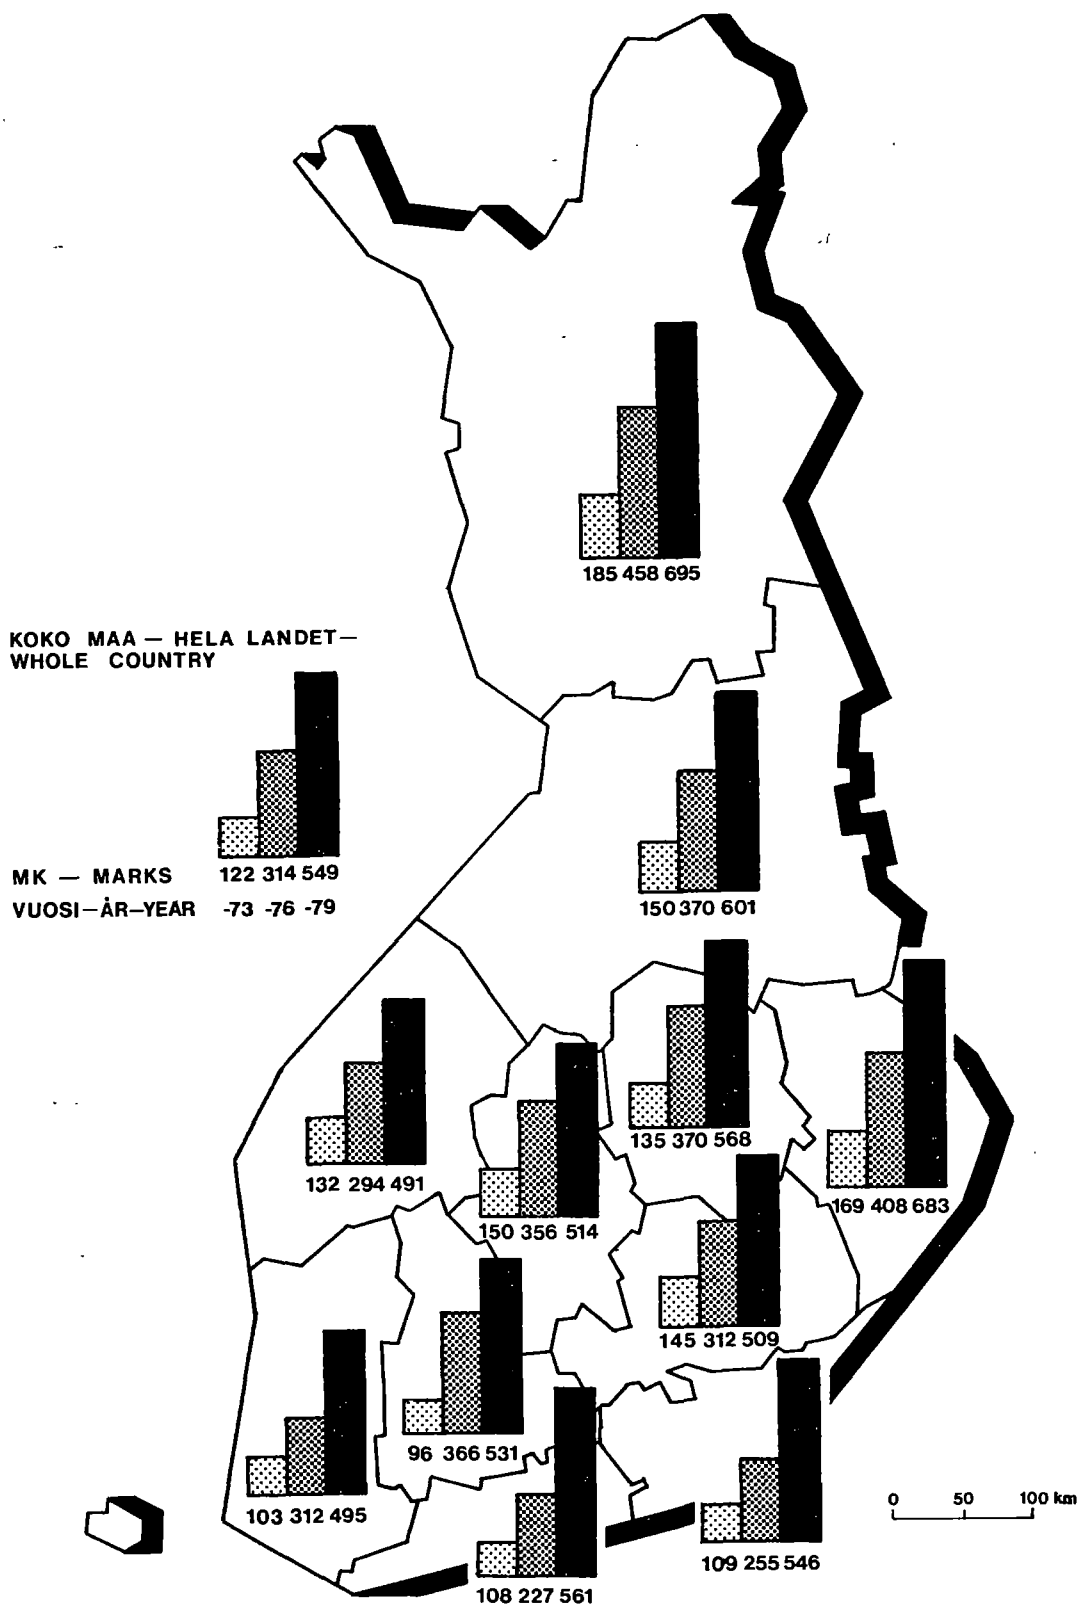 185 458 695
KOKO MAA — HELA LANDET—
WHOLE COUNTRY
MK — MARKS 122 314 549
VUOSI—ÅR—YEAR -73 -76 -79
150 370 601
135 370 568
132 294 491
169 408 683
150 356 514
145 312 509
96 366 531
103 312 495
0 50 100 km
109 255 546
108 227 561